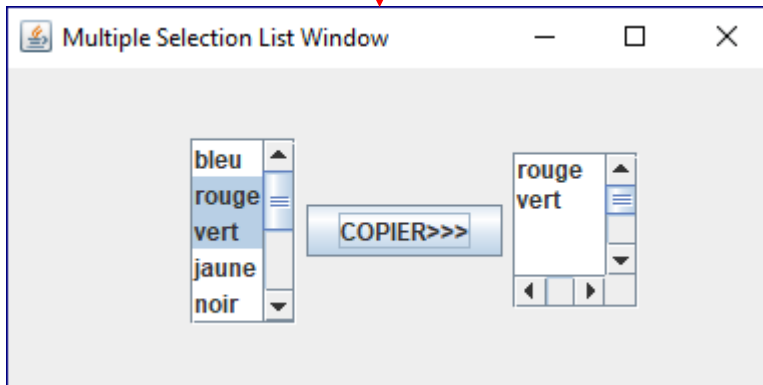 Multiple Selection List Window
bleu
rouge
vert
jaune
noir
COPIER>>>
rouge
vert